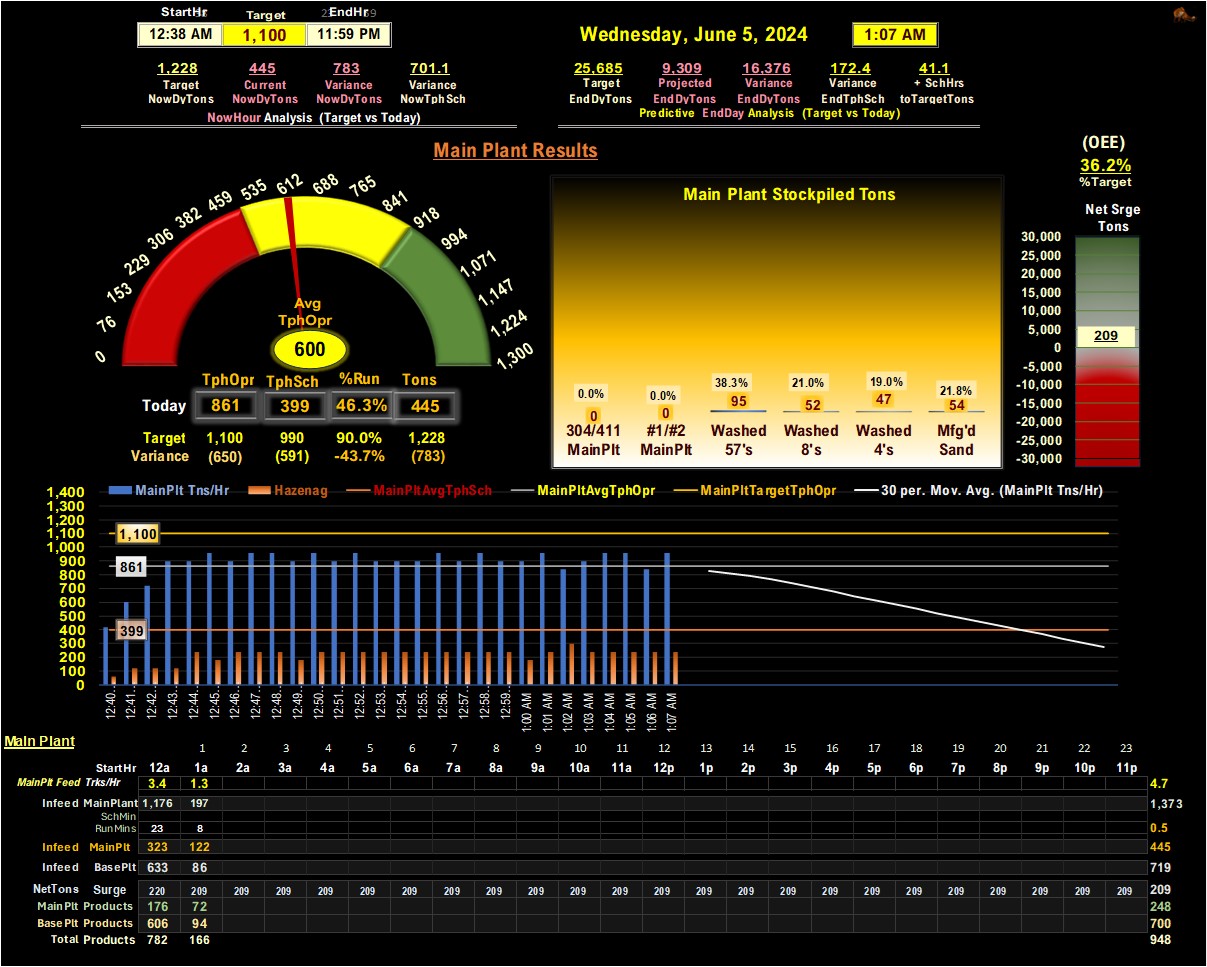 StartHr Target EndHr
12:38 AM 1,100 11:59 PM
Wednesday, June 5, 2024 1:07 AM
1,228 445 783 701.1
Target Current Variance Variance
NowDyTons NowDyTons NowDyTons NowTphSch
NowHour Analysis (Target vs Today)
25,685 9,309 16,376 172.4 41.1
Target Projected Variance Variance + SchHrs
EndDyTons EndDyTons EndDyTons EndTphSch toTargetTons
Predictive EndDay Analysis (Target vs Today)
Main Plant Results
(OEE)
36.2%
%Target
0
76
153
229
306
382
459
535
612
688
765
841
918
994
1,071
1,147
1,224
1,300
Avg
TphOpr
600
TphOpr TphSch %Run Tons
Today 861 399 46.3% 445
Target 1,100 990 90.0% 1,228
Variance (650) (591) -43.7% (783)
Main Plant Stockpiled Tons
0.0% 0.0% 38.3% 21.0% 19.0% 21.8%
0 0 95 52 47 54
304/411 #1/#2 Washed Washed Washed Mfg'd
MainPlt MainPlt 57's 8's 4's Sand
Net Srge
Tons
30,000
25,000
20,000
15,000
10,000
5,000
209
0
-5,000
-10,000
-15,000
-20,000
-25,000
-30,000
MainPlt Tns/Hr Hazenag MainPltAvgTphSch MainPltAvgTphOpr MainPltTargetTphOpr 30 per. Mov. Avg. (MainPlt Tns/Hr)
1,400
1,300
1,200
1,100
1,000
900
800
700
600
500
400
300
200
100
0
1,100
861
399
12:40.. 12:41.. 12:42.. 12:43.. 12:44.. 12:45.. 12:46.. 12:47.. 12:48.. 12:49.. 12:50.. 12:51.. 12:52.. 12:53.. 12:54.. 12:55.. 12:56.. 12:57.. 12:58.. 12:59.. 1:00 AM 1:01 AM 1:02 AM 1:03 AM 1:04 AM 1:05 AM 1:06 AM 1:07 AM
Main Plant
1 2 3 4 5 6 7 8 9 10 11 12 13 14 15 16 17 18 19 20 21 22 23
StartHr 12a 1a 2a 3a 4a 5a 6a 7a 8a 9a 10a 11a 12p 1p 2p 3p 4p 5p 6p 7p 8p 9p 10p 11p
MainPlt Feed Trks/Hr 3.4 1.3 4.7
Infeed MainPlant 1,176 197 1,373
SchMin
RunMins 23 8 0.5
Infeed MainPlt 323 122 445
Infeed BasePlt 633 86 719
NetTons Surge 220 209 209 209 209 209 209 209 209 209 209 209 209 209 209 209 209 209 209 209 209 209 209 209 209
MainPlt Products 176 72 248
BasePlt Products 606 94 700
Total Products 782 166 948